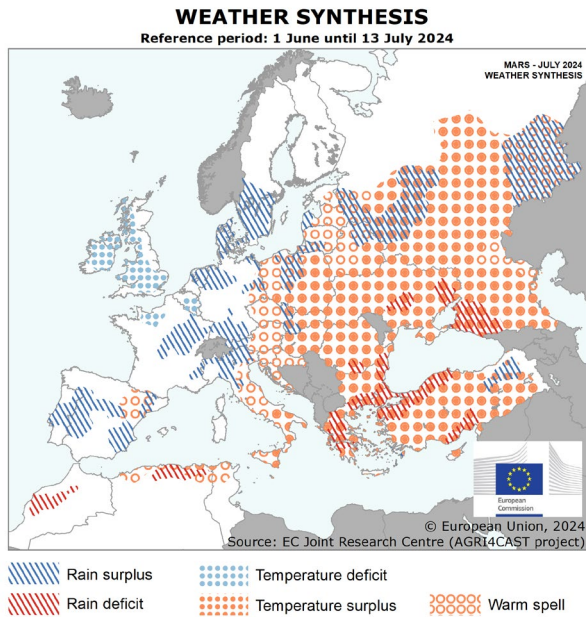 WEATHER SYNTHESIS
Reference period: 1 June until 13 July 2024
MARS - JULY 2024
WEATHER SYNTHESIS
European
Commission
© European Union, 2024
Source: EC Joint Research Centre (AGRI4CAST project)
Rain surplus
Temperature deficit
Rain deficit
Temperature surplus
Warm spell